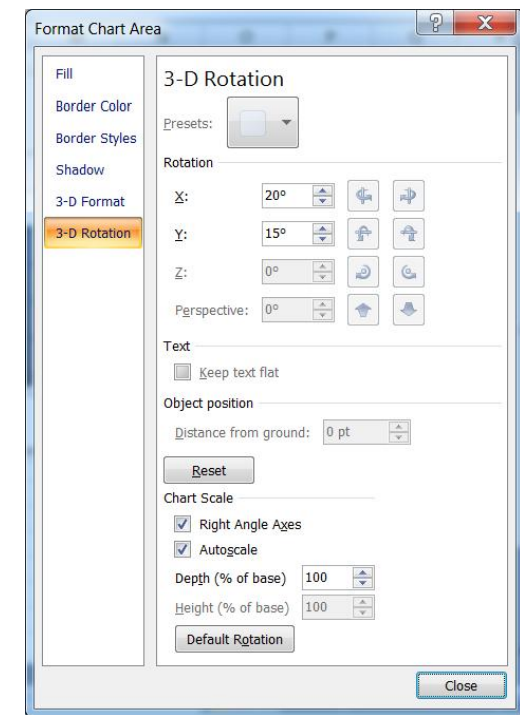 Format Chart Area
Fill
Border Color
Border Styles
Shadow
3-D Format
3-D Rotation
3-D Rotation
Presets:
Rotation
X: 20°
Y: 15°
Z: 0°
Perspective: 0°
Text
Keep text flat
Object position
Distance from ground: 0 pt
Reset
Chart Scale
Right Angle Axes
Autoscale
Depth (% of base) 100
Height (% of base) 100
Default Rotation
Close